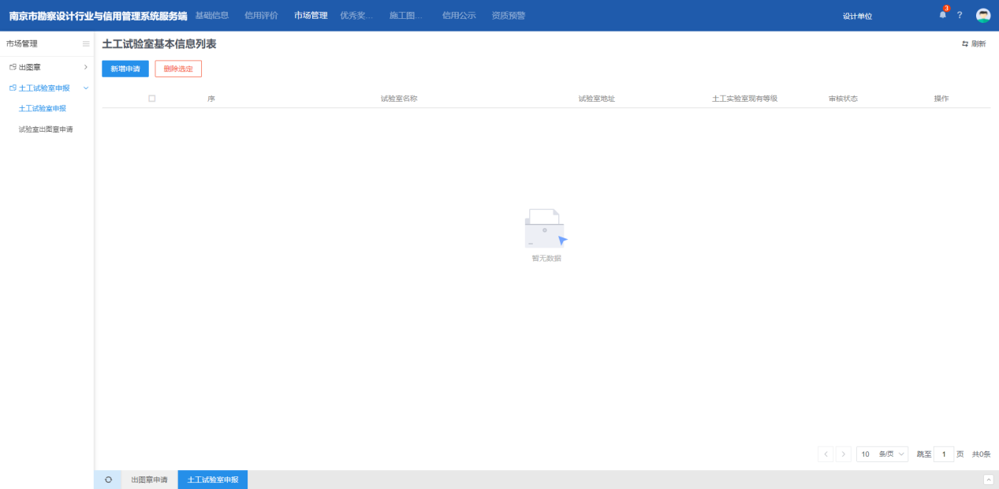 南京市勘察设计行业与信用管理系统服务端 基础信息 信用评价 市场管理 优秀奖... 施工图... 信用公示 资质预警 设计单位 3 ?
市场管理
土工试验室基本信息列表 刷新
出图章
新增申请 删除选定
土工试验室申报
序 试验室名称 试验室地址 土工实验室现有等级 审核状态 操作
土工试验室申报
试验室出图章申请
暂无数据
10 条/页 跳至 1 页 共0条
出图章申请 土工试验室申报